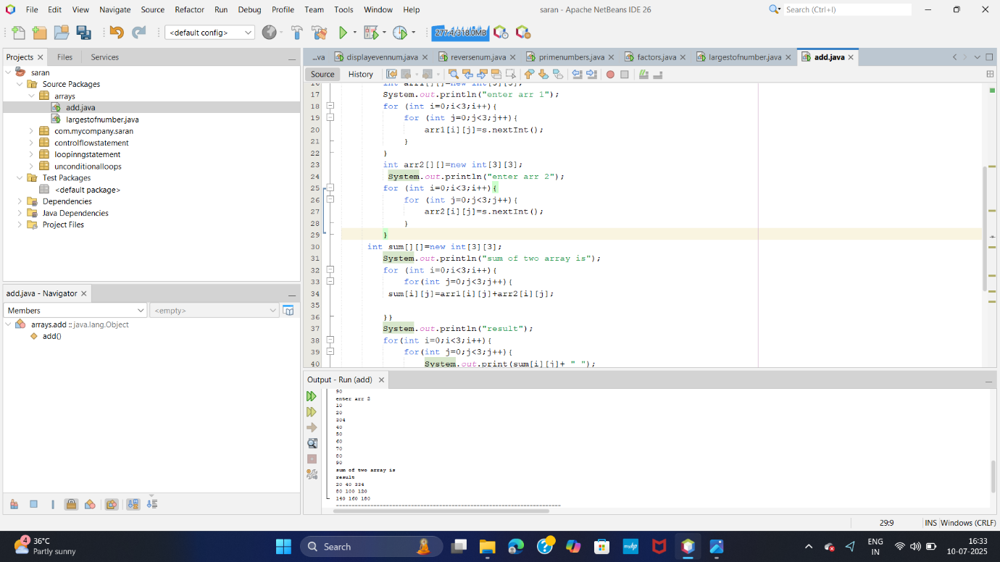 File Edit View Navigate Source Refactor Run Debug Profile Team Tools Window Help saran - Apache NetBeans IDE 26 Search (Ctrl+I)
<default config> 277.4/318.0MB
Projects Files Services
saran
Source Packages
arrays
add.java
largestofnumber.java
com.mycompany.saran
controlflowstatement
loopinngstatement
unconditionalloops
Test Packages
<default package>
Dependencies
Java Dependencies
Project Files
add.java - Navigator
Members <empty>
arrays.add :: java.lang.Object
add()
...va displayevennum.java reversenum.java primenumbers.java factors.java largestofnumber.java add.java
Source History
16 int arr1[][]=new int[3][3];
17 System.out.println("enter arr 1");
18 for (int i=0;i<3;i++){
19 for (int j=0;j<3;j++){
20 arr1[i][j]=s.nextInt();
21 }
22 }
23 int arr2[][]=new int[3][3];
24 System.out.println("enter arr 2");
25 for (int i=0;i<3;i++){
26 for (int j=0;j<3;j++){
27 arr2[i][j]=s.nextInt();
28 }
29 }
30 int sum[][]=new int[3][3];
31 System.out.println("sum of two array is");
32 for (int i=0;i<3;i++){
33 for(int j=0;j<3;j++){
34 sum[i][j]=arr1[i][j]+arr2[i][j];
35
36 }}
37 System.out.println("result");
38 for(int i=0;i<3;i++){
39 for(int j=0;j<3;j++){
40 System.out.print(sum[i][j]+ " ");
Output - Run (add)
90
enter arr 2
10
20
304
40
50
60
70
80
90
sum of two array is
result
20 40 334
80 100 120
140 160 180
------------------------------------------------------------------------
29:9 INS Windows (CRLF)
4
36°C
Partly sunny
Search
myhp
ENG
IN
16:33
10-07-2025